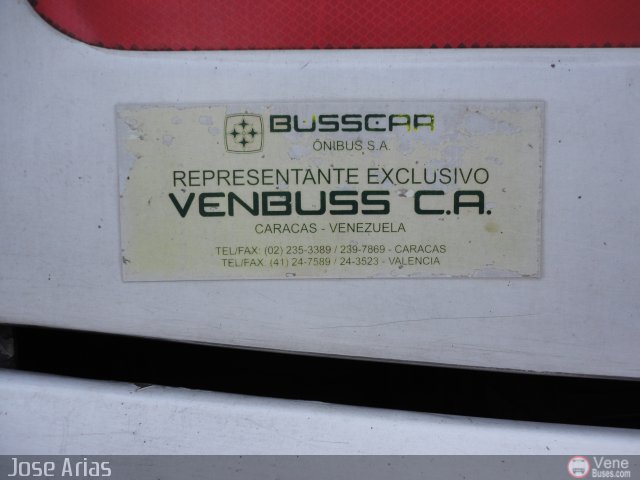 BUSSCAR
ÔNIBUS S.A.
REPRESENTANTE EXCLUSIVO
VENBUSS C.A.
CARACAS - VENEZUELA
TEL/FAX: (02) 235-3389 / 239-7869 - CARACAS
TEL/FAX: (41) 24-7589 / 24-3523 - VALENCIA
Jose Arias
Vene
Buses.com